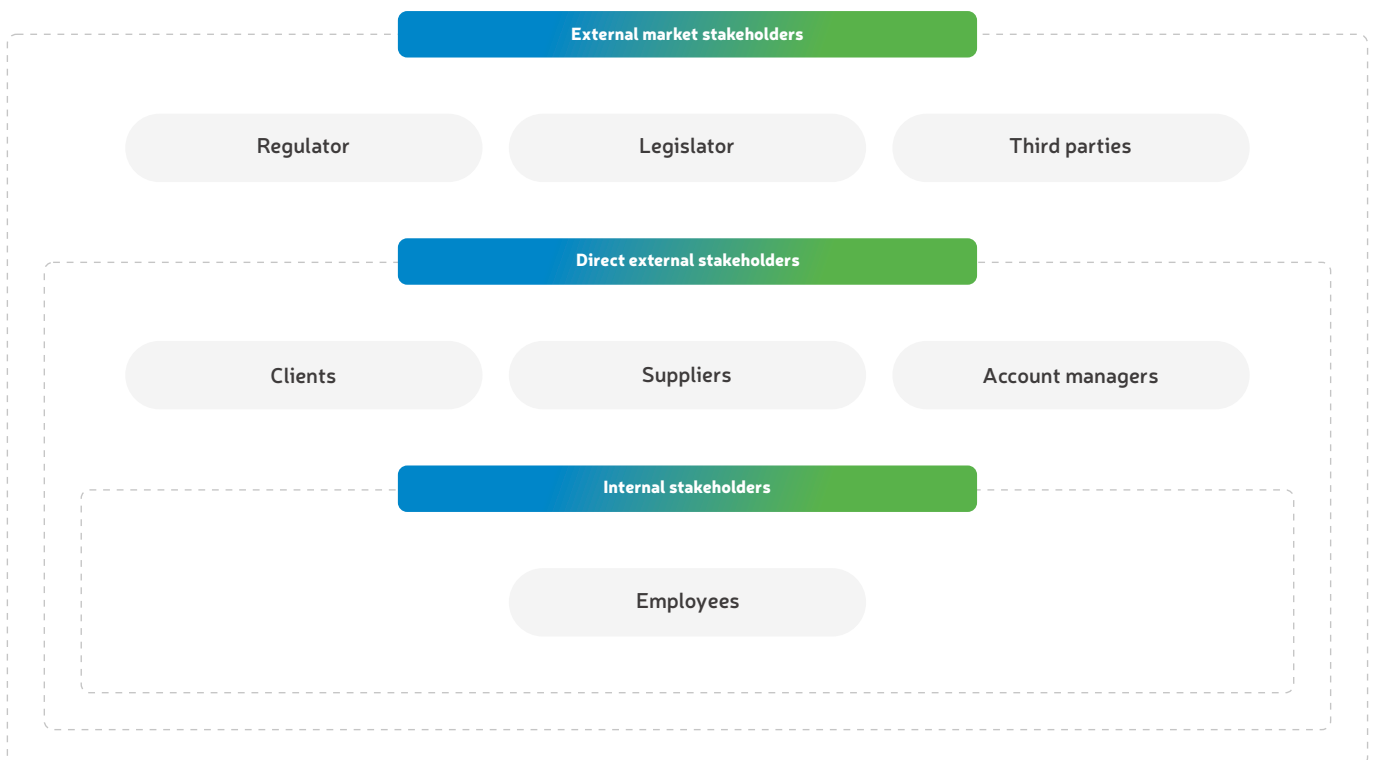 External market stakeholders
Regulator
Legislator
Third parties
Direct external stakeholders
Clients
Suppliers
Account managers
Internal stakeholders
Employees